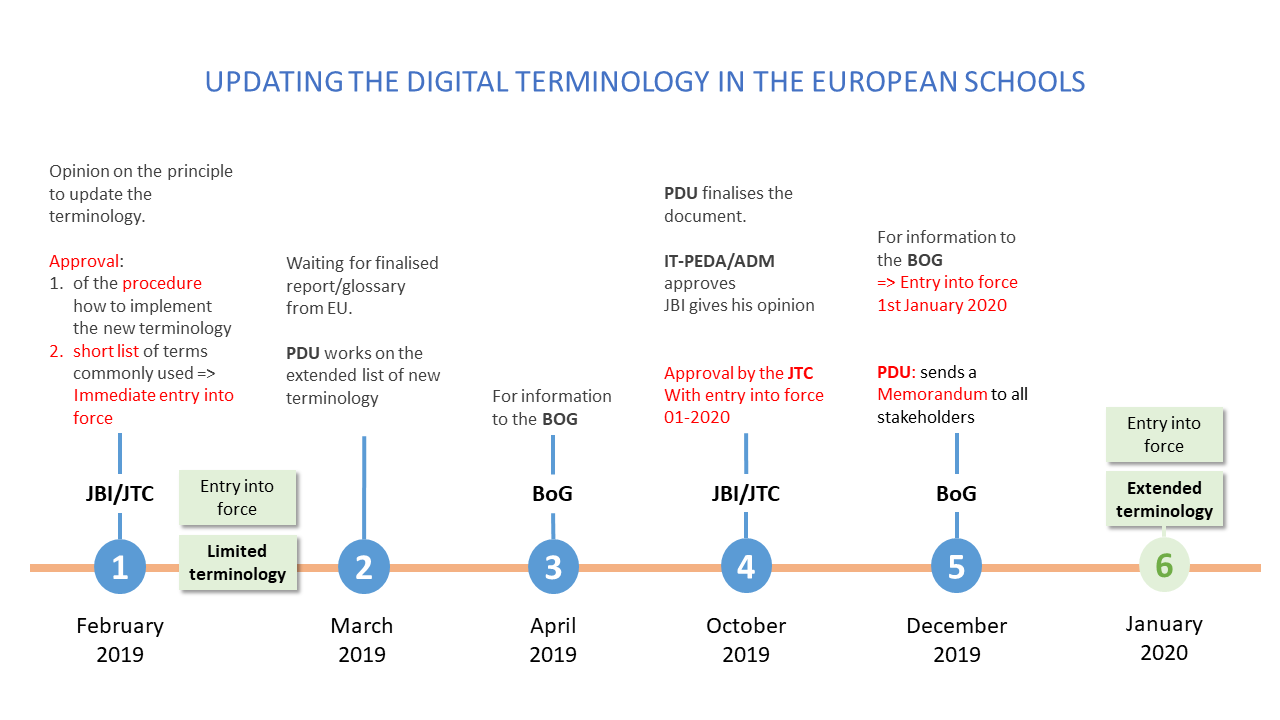 UPDATING THE DIGITAL TERMINOLOGY IN THE EUROPEAN SCHOOLS
Opinion on the principle
to update the
terminology.
Approval:
1. of the procedure
how to implement
the new terminology
2. short list of terms
commonly used =>
Immediate entry into
force
JBI/JTC
1
February
2019
Entry into
force
Limited
terminology
Waiting for finalised
report/glossary
from EU.
PDU works on the
extended list of new
terminology
2
March
2019
For information
to the BOG
BoG
3
April
2019
PDU finalises the
document.
IT-PEDA/ADM
approves
JBI gives his opinion
Approval by the JTC
With entry into force
01-2020
JBI/JTC
4
October
2019
For information to
the BOG
=> Entry into force
1st January 2020
PDU: sends a
Memorandum to all
stakeholders
BoG
5
December
2019
Entry into
force
Extended
terminology
6
January
2020